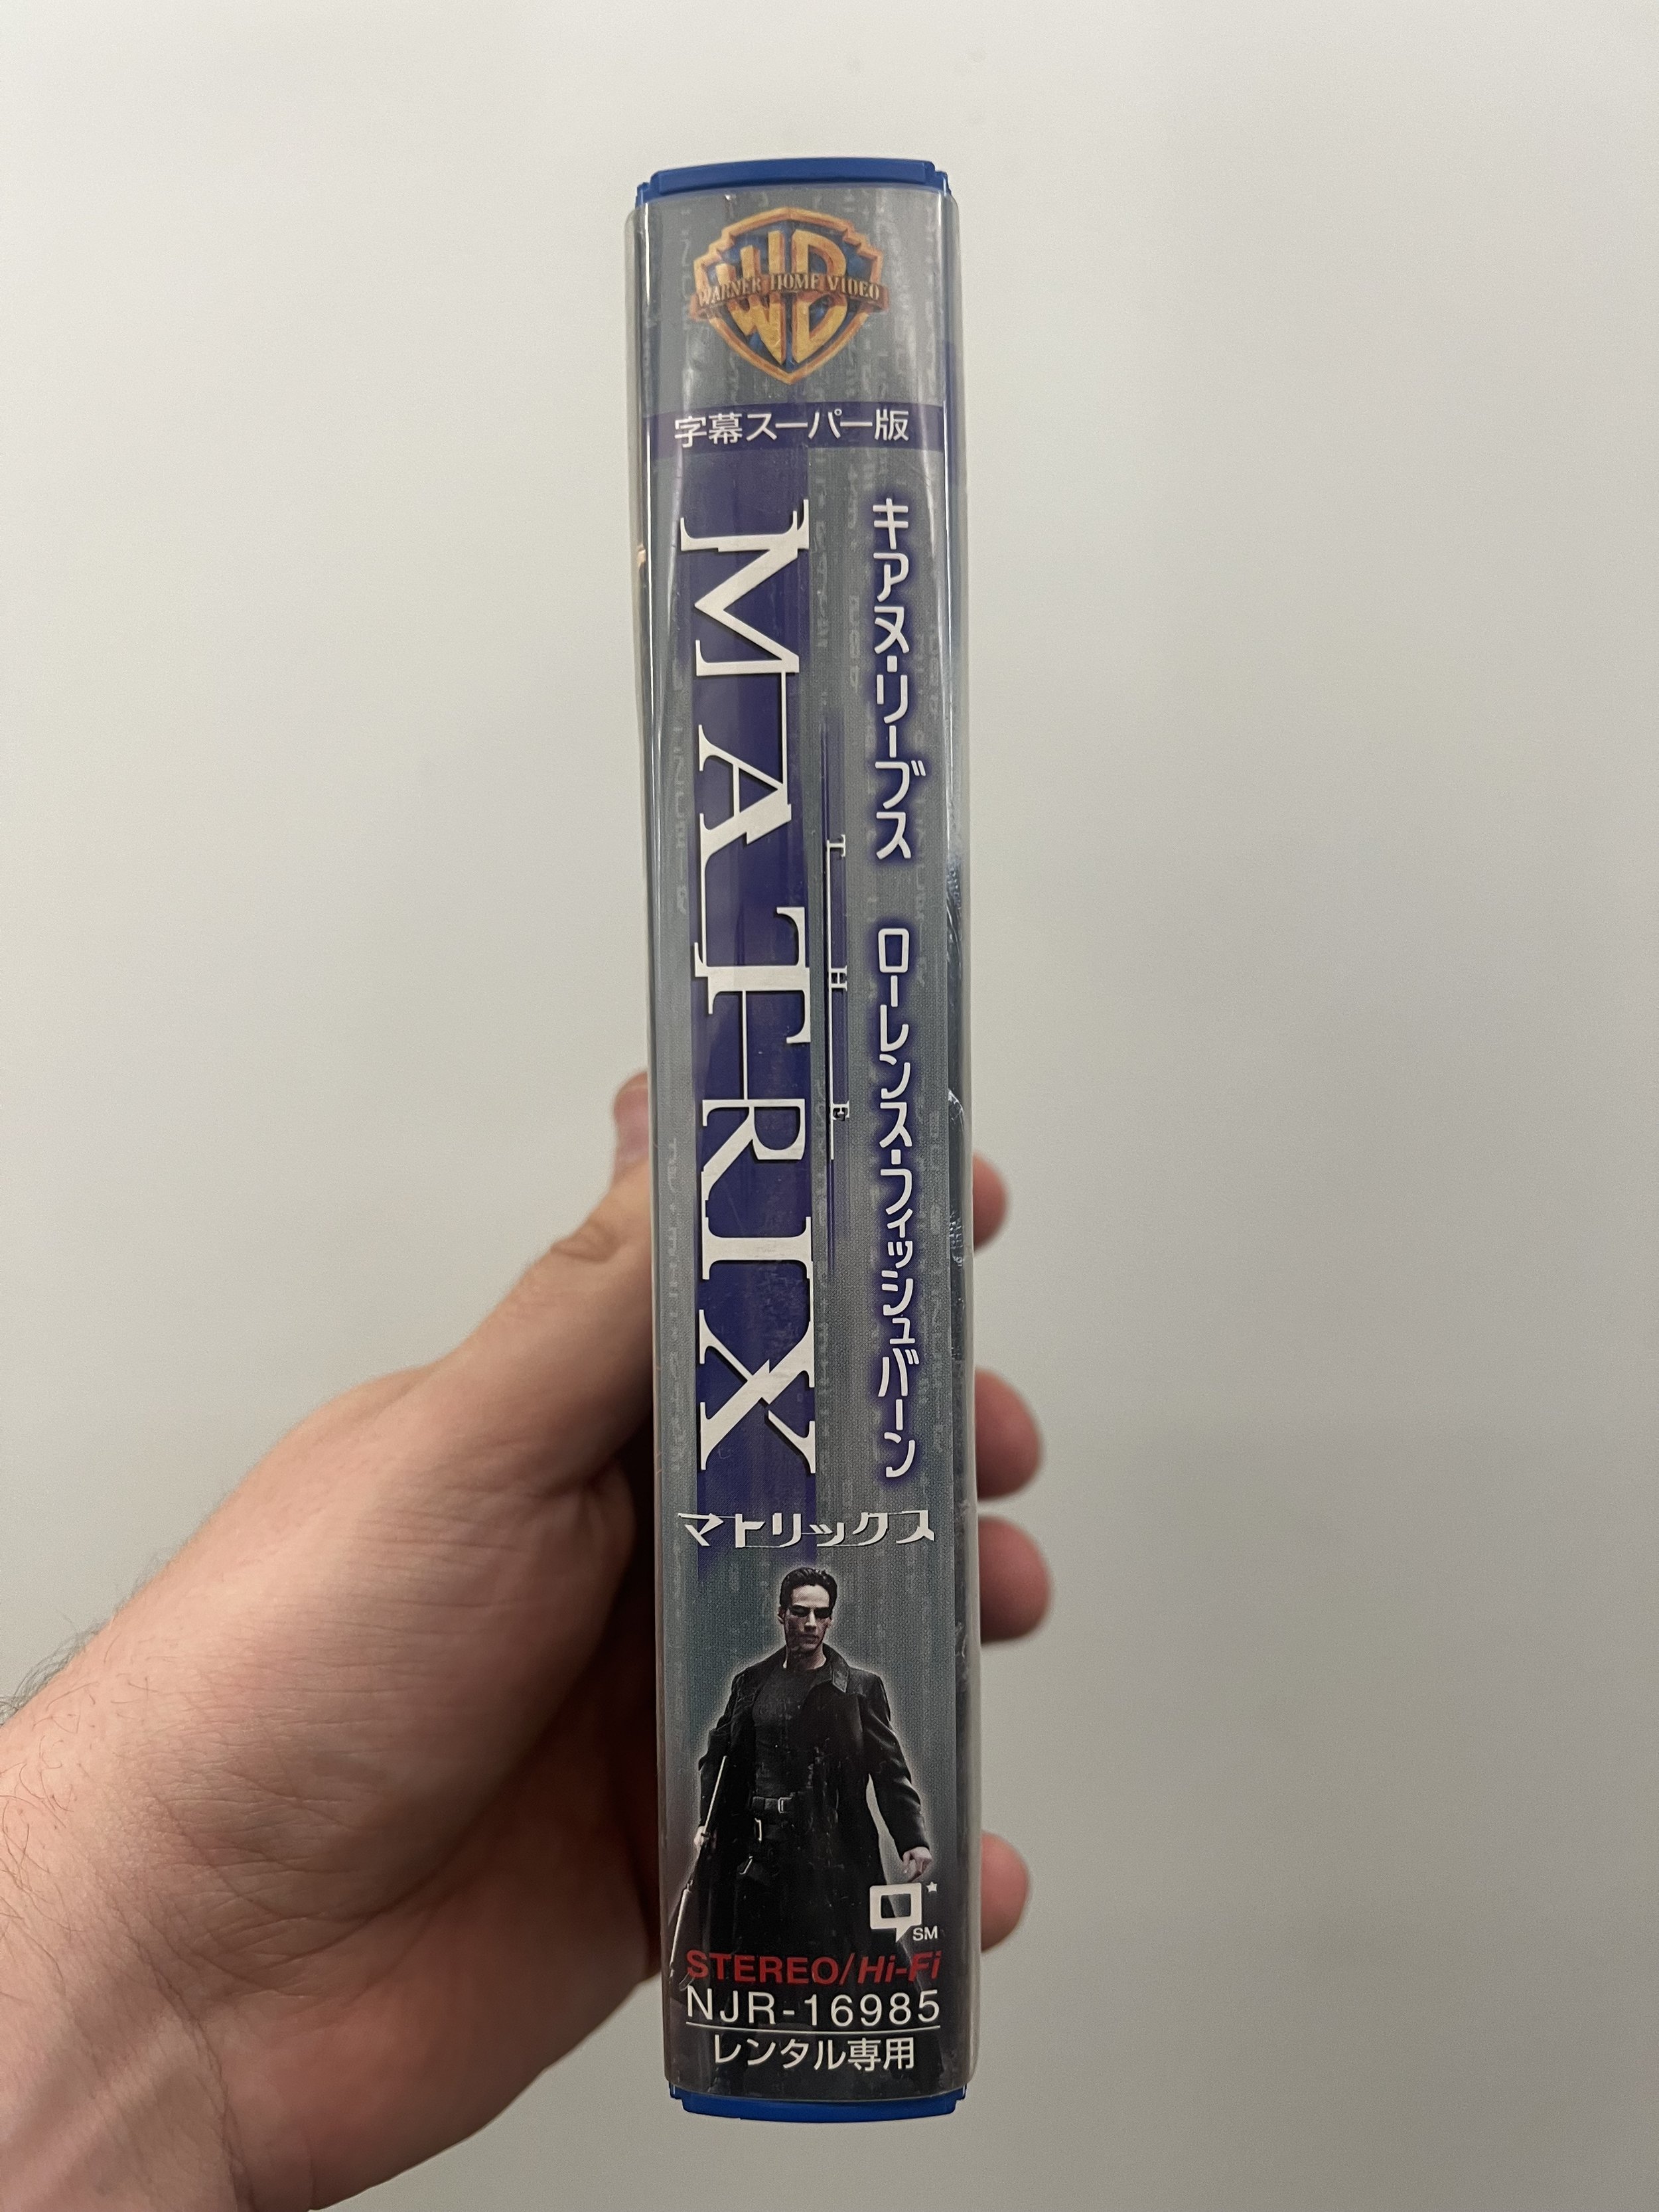 WARNER HOME VIDEO
字幕スーパー版
キアヌ・リーブス ローレンス・フィッシュバーン
THE
MATRIX
マトリックス
SM
STEREO/Hi-Fi
NJR-16985
レンタル専用